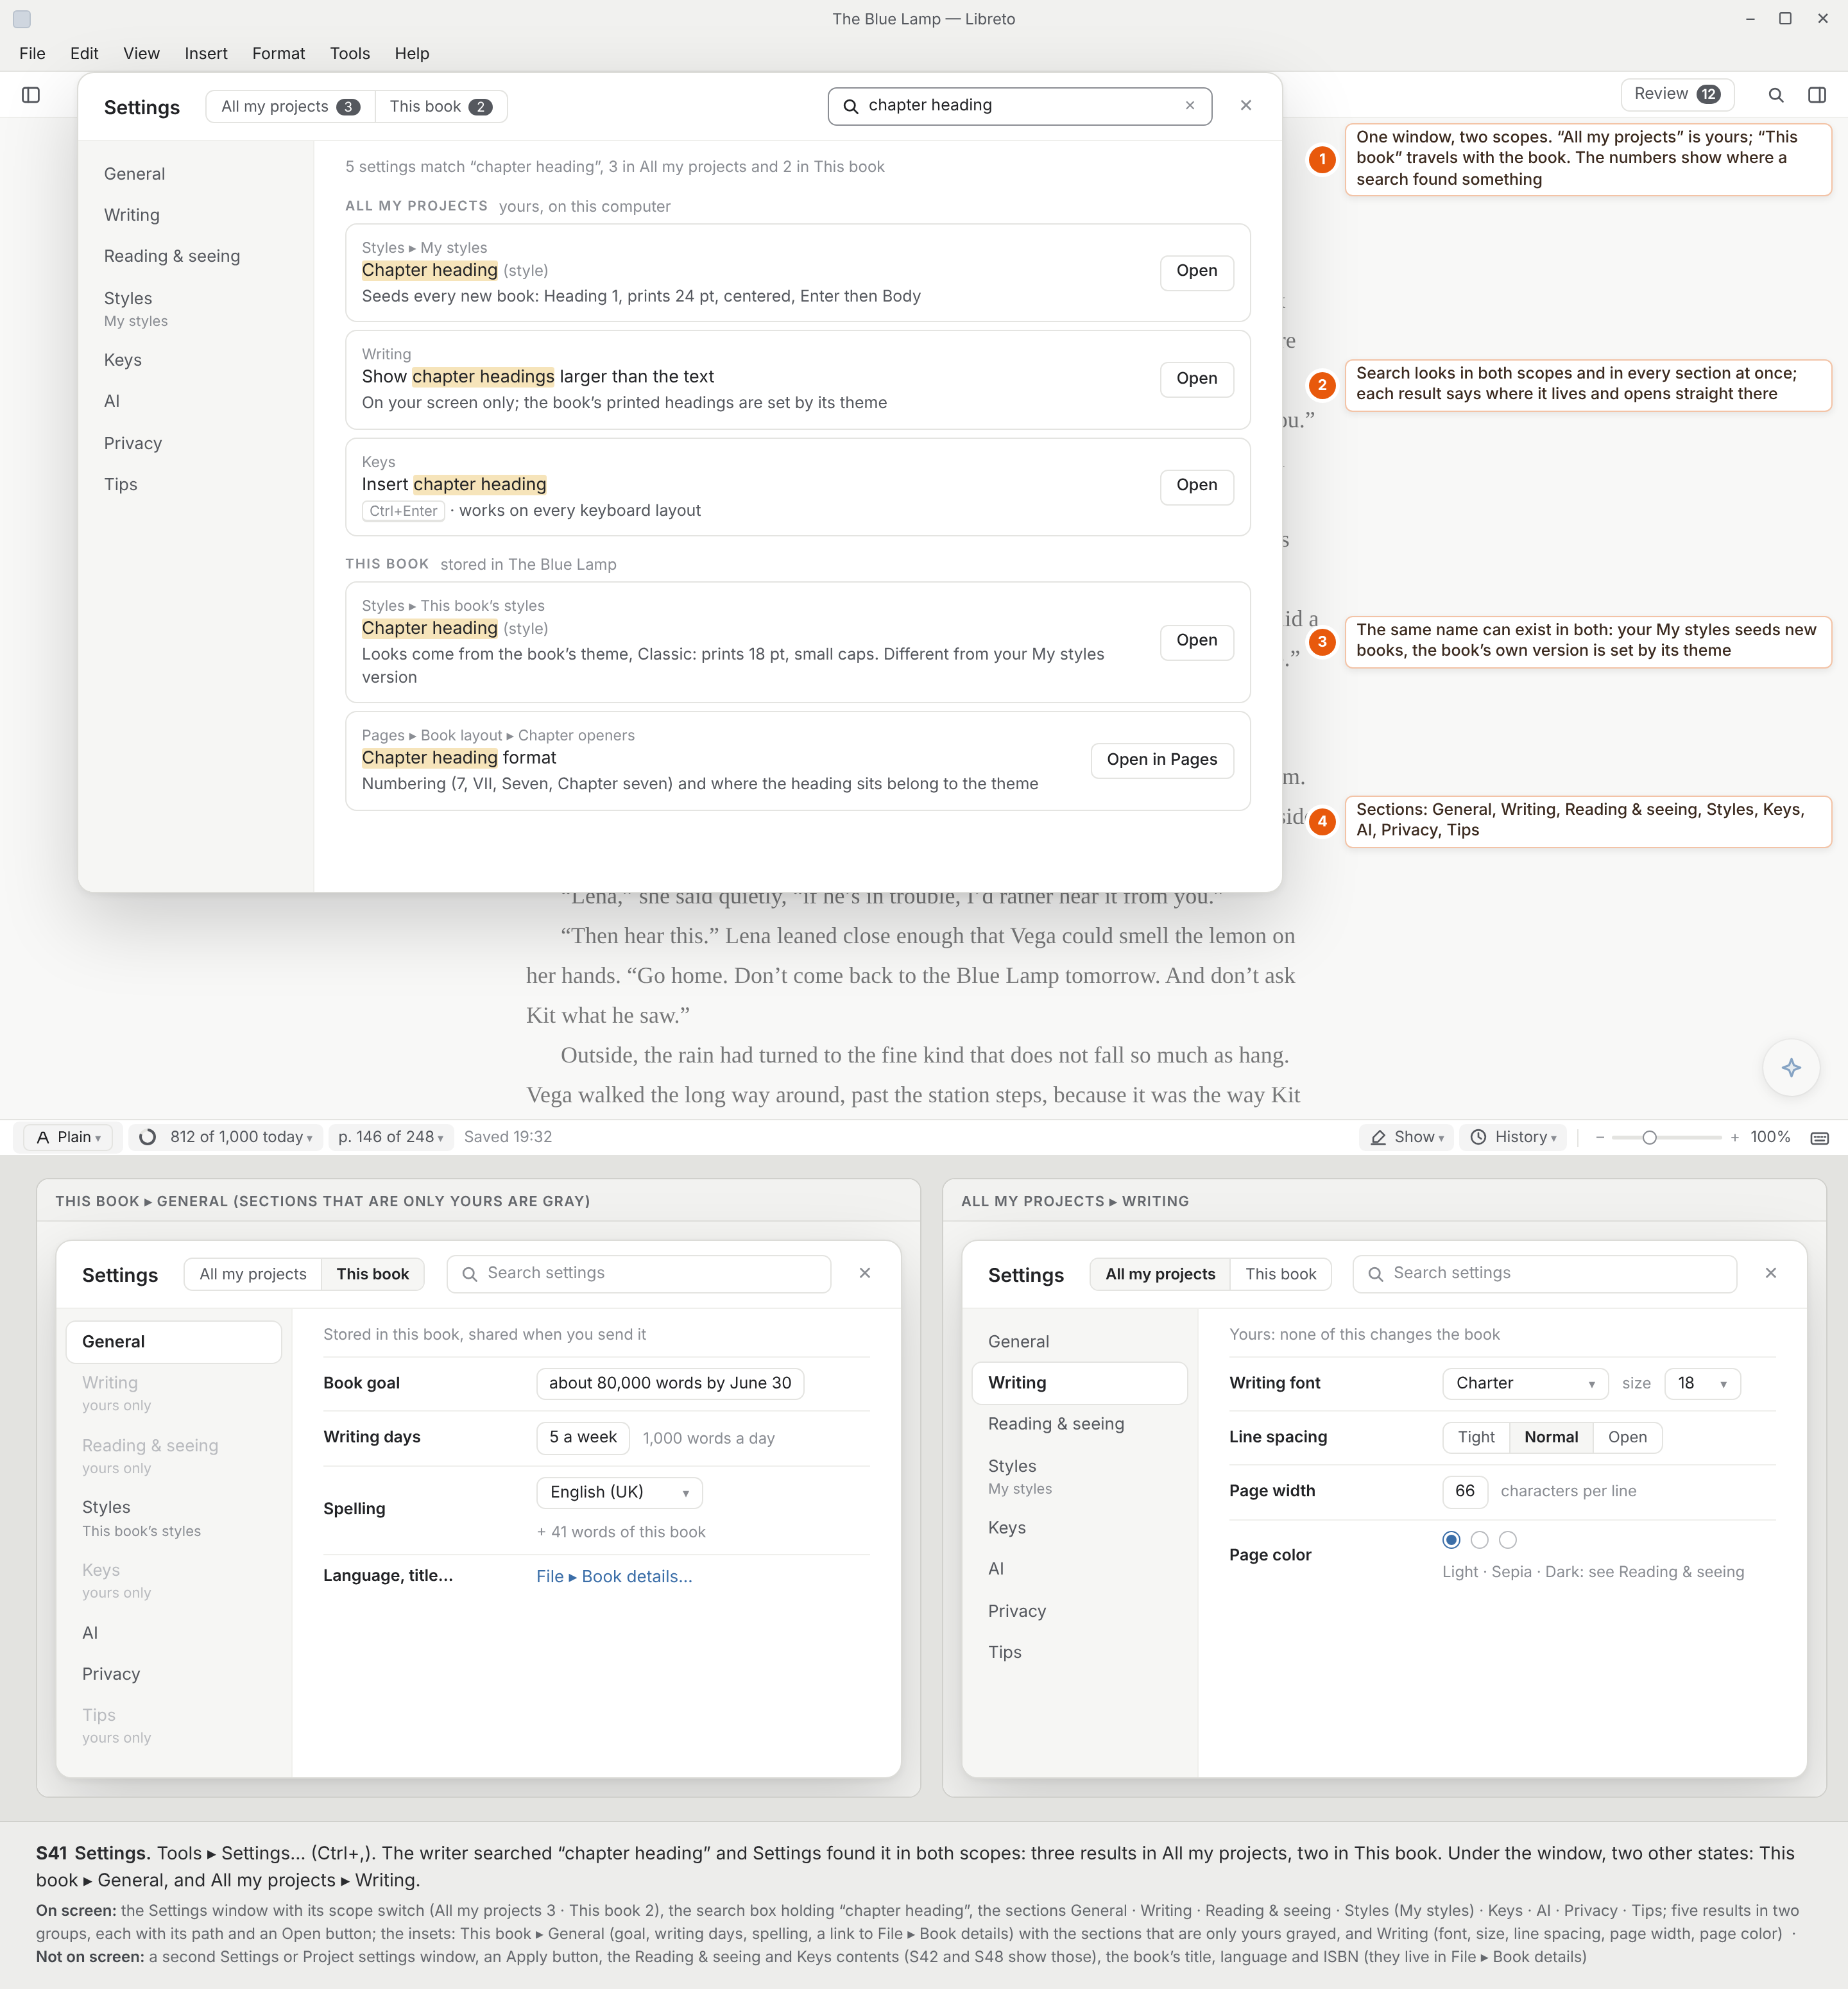 The Blue Lamp — Libreto
File Edit View Insert Format Tools Help
Settings All my projects 3 This book 2 chapter heading
Review 12
General
Writing
Reading & seeing
Styles
My styles
Keys
AI
Privacy
Tips
5 settings match “chapter heading”, 3 in All my projects and 2 in This book
ALL MY PROJECTS yours, on this computer
Styles ▸ My styles
Chapter heading (style)
Seeds every new book: Heading 1, prints 24 pt, centered, Enter then Body
Open
Writing
Show chapter headings larger than the text
On your screen only; the book’s printed headings are set by its theme
Open
Keys
Insert chapter heading
Ctrl+Enter · works on every keyboard layout
Open
THIS BOOK stored in The Blue Lamp
Styles ▸ This book’s styles
Chapter heading (style)
Looks come from the book’s theme, Classic: prints 18 pt, small caps. Different from your My styles
version
Open
Pages ▸ Book layout ▸ Chapter openers
Chapter heading format
Numbering (7, VII, Seven, Chapter seven) and where the heading sits belong to the theme
Open in Pages
1
One window, two scopes. “All my projects” is yours; “This
book” travels with the book. The numbers show where a
search found something
2
Search looks in both scopes and in every section at once;
each result says where it lives and opens straight there
3
The same name can exist in both: your My styles seeds new
books, the book’s own version is set by its theme
4
Sections: General, Writing, Reading & seeing, Styles, Keys,
AI, Privacy, Tips
“Lena,” she said quietly, “if he’s in trouble, I’d rather hear it from you.”
“Then hear this.” Lena leaned close enough that Vega could smell the lemon on
her hands. “Go home. Don’t come back to the Blue Lamp tomorrow. And don’t ask
Kit what he saw.”
Outside, the rain had turned to the fine kind that does not fall so much as hang.
Vega walked the long way around, past the station steps, because it was the way Kit
Plain ▾ 812 of 1,000 today ▾ p. 146 of 248 ▾ Saved 19:32 Show ▾ History ▾ − + 100%
THIS BOOK ▸ GENERAL (SECTIONS THAT ARE ONLY YOURS ARE GRAY)
Settings All my projects This book Search settings
General
Writing
yours only
Reading & seeing
yours only
Styles
This book’s styles
Keys
yours only
AI
Privacy
Tips
yours only
Stored in this book, shared when you send it
Book goal about 80,000 words by June 30
Writing days 5 a week 1,000 words a day
Spelling English (UK) ▾
+ 41 words of this book
Language, title… File ▸ Book details…
ALL MY PROJECTS ▸ WRITING
Settings All my projects This book Search settings
General
Writing
Reading & seeing
Styles
My styles
Keys
AI
Privacy
Tips
Yours: none of this changes the book
Writing font Charter ▾ size 18 ▾
Line spacing Tight Normal Open
Page width 66 characters per line
Page color
Light · Sepia · Dark: see Reading & seeing
S41 Settings. Tools ▸ Settings… (Ctrl+,). The writer searched “chapter heading” and Settings found it in both scopes: three results in All my projects, two in This book. Under the window, two other states: This
book ▸ General, and All my projects ▸ Writing.
On screen: the Settings window with its scope switch (All my projects 3 · This book 2), the search box holding “chapter heading”, the sections General · Writing · Reading & seeing · Styles (My styles) · Keys · AI · Privacy · Tips; five results in two
groups, each with its path and an Open button; the insets: This book ▸ General (goal, writing days, spelling, a link to File ▸ Book details) with the sections that are only yours grayed, and Writing (font, size, line spacing, page width, page color) ·
Not on screen: a second Settings or Project settings window, an Apply button, the Reading & seeing and Keys contents (S42 and S48 show those), the book’s title, language and ISBN (they live in File ▸ Book details)